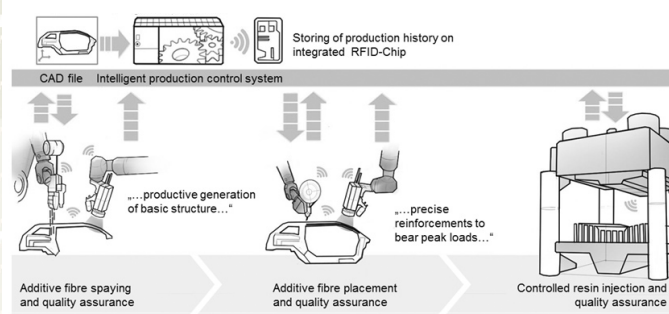 Storing of production history on
integrated RFID-Chip
CAD file
Intelligent production control system
„...productive generation
of basic structure...“
„...precise
reinforcements to
bear peak loads...“
Additive fibre spaying
and quality assurance
Additive fibre placement
and quality assurance
Controlled resin injection and
quality assurance